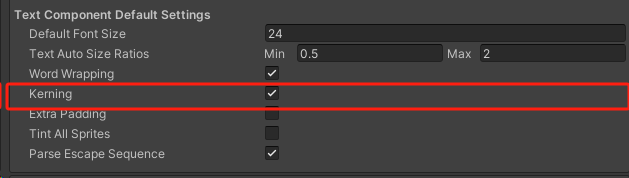 Text Component Default Settings
Default Font Size 24
Text Auto Size Ratios Min 0.5 Max 2
Word Wrapping
Kerning
Extra Padding
Tint All Sprites
Parse Escape Sequence